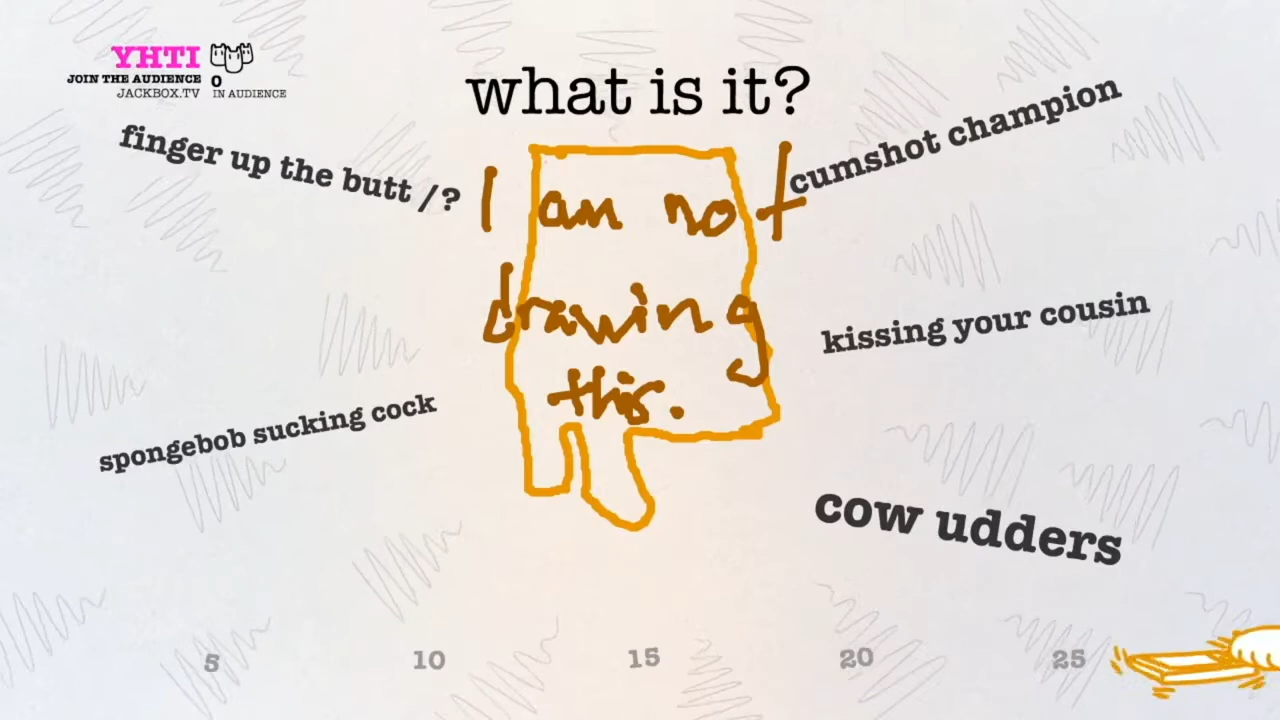 YHTI
JOIN THE AUDIENCE 0
JACKBOX.TV IN AUDIENCE
what is it?
finger up the butt /?
cumshot champion
I am not
drawing
this.
kissing your cousin
spongebob sucking cock
cow udders
5 10 15 20 25